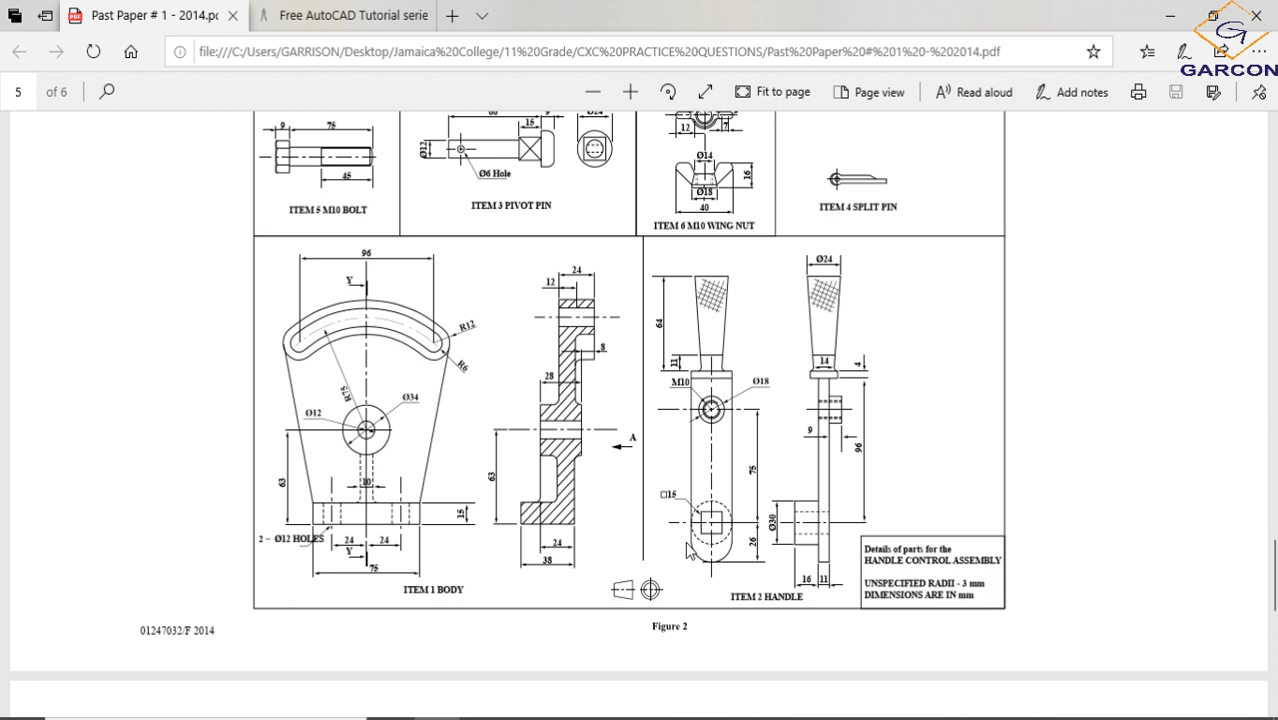 Past Paper # 1 - 2014.pc
Free AutoCAD Tutorial serie
file:///C:/Users/GARRISON/Desktop/Jamaica%20College/11%20Grade/CXC%20PRACTICE%20QUESTIONS/Past%20Paper%20#%201%20-%202014.pdf
GARCON
5 of 6
Fit to page
Page view
Read aloud
Add notes
9 75
45
ITEM 5 M10 BOLT
15
Ø12
Ø6 Hole
ITEM 3 PIVOT PIN
12 7
Ø14
16
Ø18
40
ITEM 6 M10 WING NUT
ITEM 4 SPLIT PIN
96
Y
R12
R6
R75
Ø34
Ø12
63
10
15
2 – Ø12 HOLES
24 24
Y
75
ITEM 1 BODY
24
12
8
28
A
63
24
38
Ø24
64
11
14
4
M10
Ø18
9
96
75
□15
Ø30
26
16 11
ITEM 2 HANDLE
Details of parts for the
HANDLE CONTROL ASSEMBLY
UNSPECIFIED RADII - 3 mm
DIMENSIONS ARE IN mm
01247032/F 2014
Figure 2